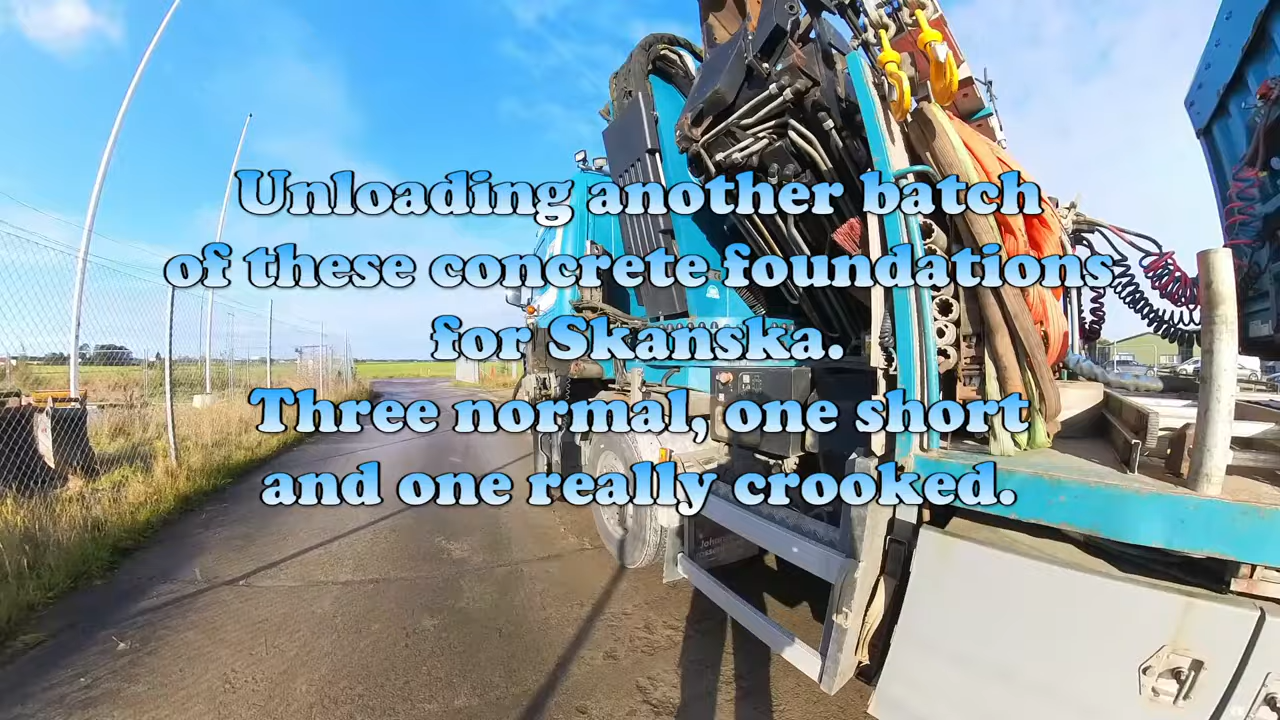 Unloading another batch
of these concrete foundations
for Skanska.
Three normal, one short
and one really crooked.